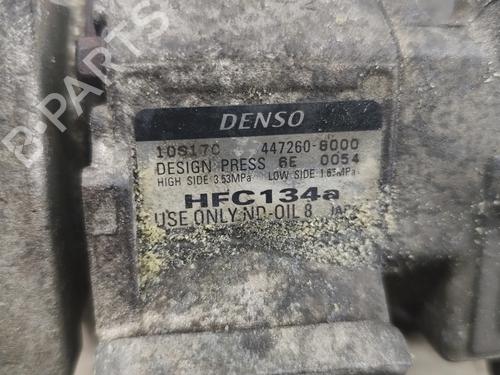 B-PARTS
DENSO
10S17C 447260-8000
DESIGN PRESS 6E 0054
HIGH SIDE 3.53MPa LOW SIDE 1.63MPa
HFC134a
USE ONLY ND-OIL 8